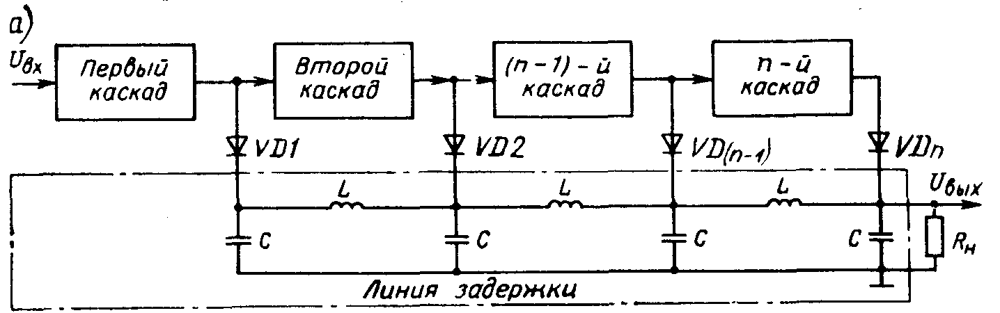 а)
Uвх
Первый
каскад
Второй
каскад
(n-1)-й
каскад
n-й
каскад
VD1
VD2
VD(n-1)
VDn
L
L
L
Uвых
C
C
C
C
Rн
Линия задержки